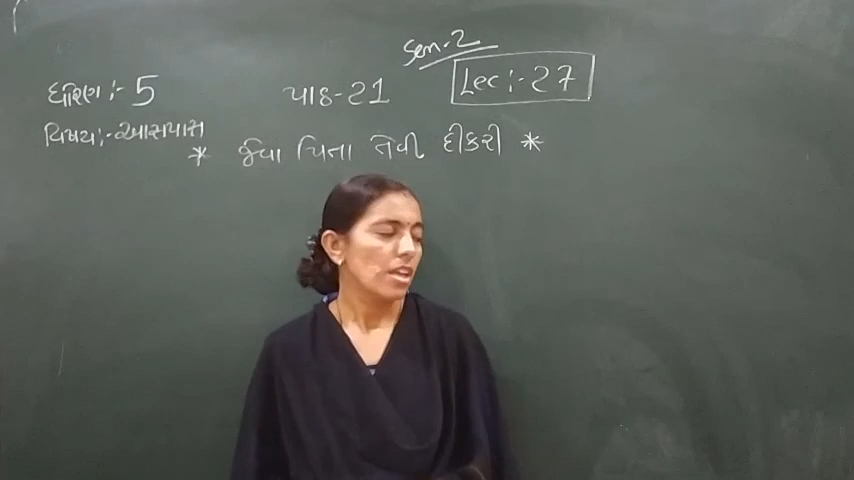 Sem-2
ધોરણ :- 5 પાઠ-21 Lec :- 27
વિષય :- આસપાસ
* જેવા પિતા તેવી દીકરી *